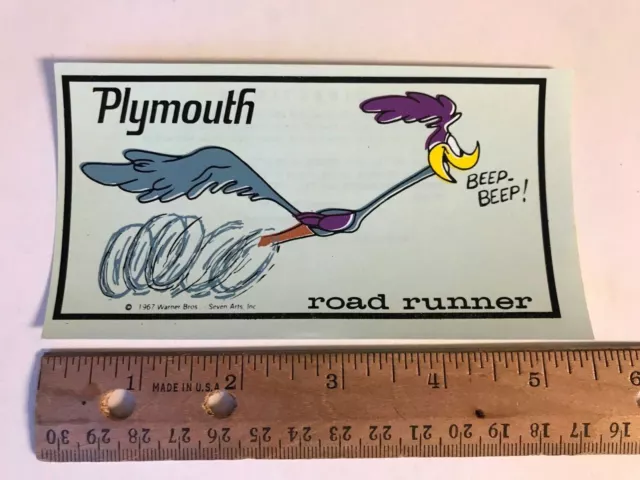 Plymouth
BEEP-
BEEP!
© 1967 Warner Bros. - Seven Arts, Inc.
road runner
1 MADE IN U.S.A 2 3 4 5 6
30 29 28 27 26 25 24 23 22 21 20 19 18 17 16